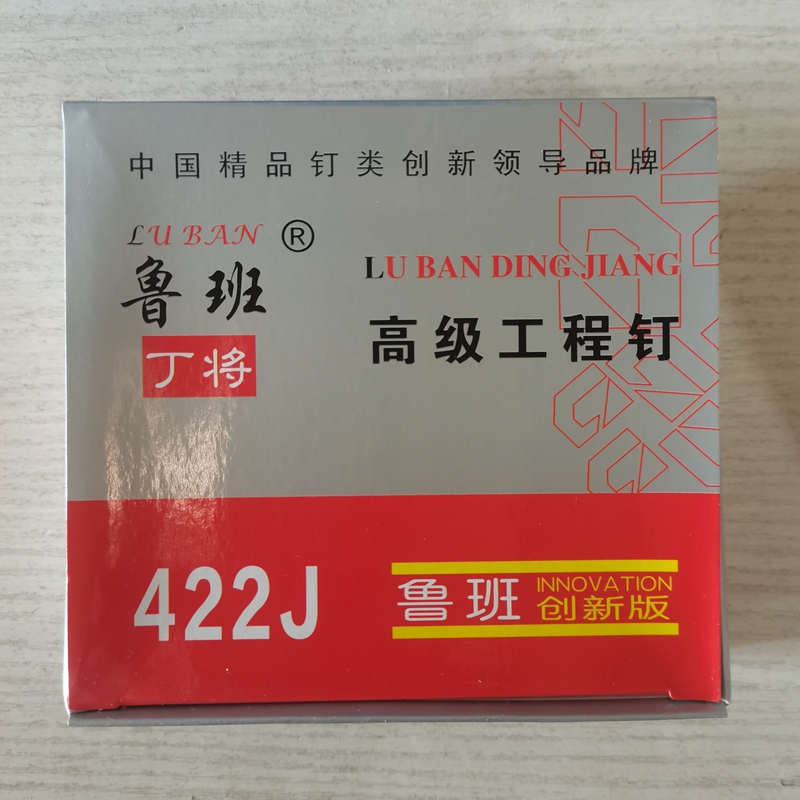 中国精品钉类创新领导品牌
LU BAN ®
鲁班
丁将
LU BAN DING JIANG
高级工程钉
422J
鲁班
INNOVATION
创新版